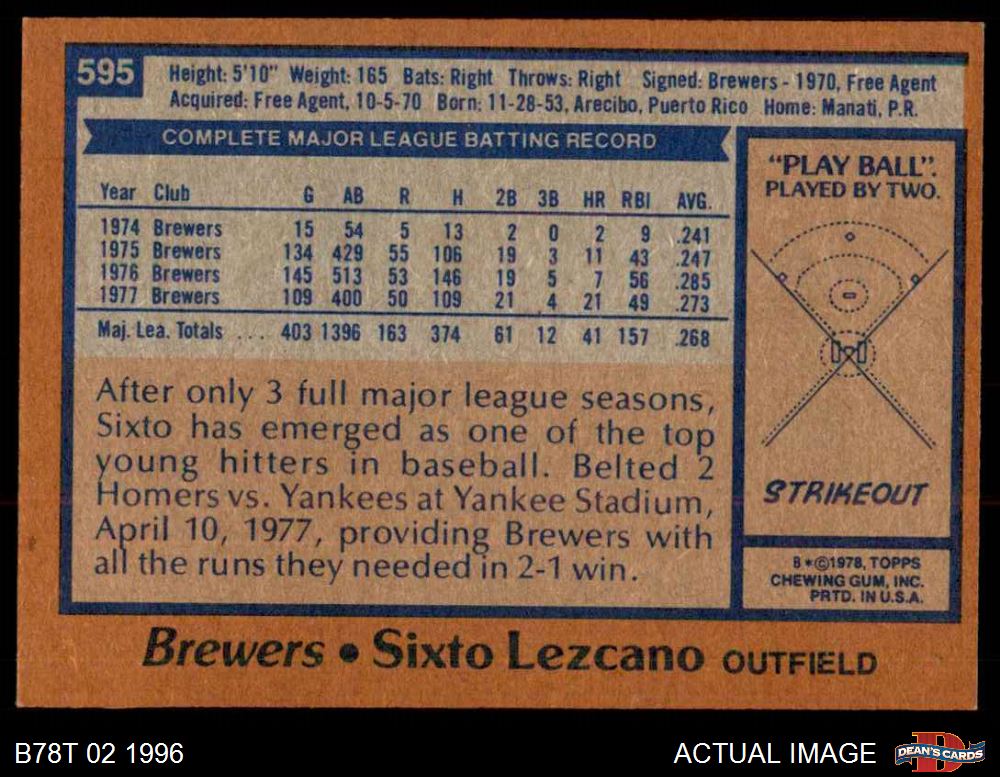 595
Height: 5'10" Weight: 165 Bats: Right Throws: Right Signed: Brewers - 1970, Free Agent
Acquired: Free Agent, 10-5-70 Born: 11-28-53, Arecibo, Puerto Rico Home: Manati, P.R.
COMPLETE MAJOR LEAGUE BATTING RECORD
Year Club G AB R H 2B 3B HR RBI AVG.
1974 Brewers 15 54 5 13 2 0 2 9 .241
1975 Brewers 134 429 55 106 19 3 11 43 .247
1976 Brewers 145 513 53 146 19 5 7 56 .285
1977 Brewers 109 400 50 109 21 4 21 49 .273
Maj. Lea. Totals .... 403 1396 163 374 61 12 41 157 .268
After only 3 full major league seasons,
Sixto has emerged as one of the top
young hitters in baseball. Belted 2
Homers vs. Yankees at Yankee Stadium,
April 10, 1977, providing Brewers with
all the runs they needed in 2-1 win.
"PLAY BALL".
PLAYED BY TWO.
STRIKEOUT
B*©1978, TOPPS
CHEWING GUM, INC.
PRTD. IN U.S.A.
Brewers • Sixto Lezcano OUTFIELD
B78T 02 1996
ACTUAL IMAGE
D
DEAN'S CARDS